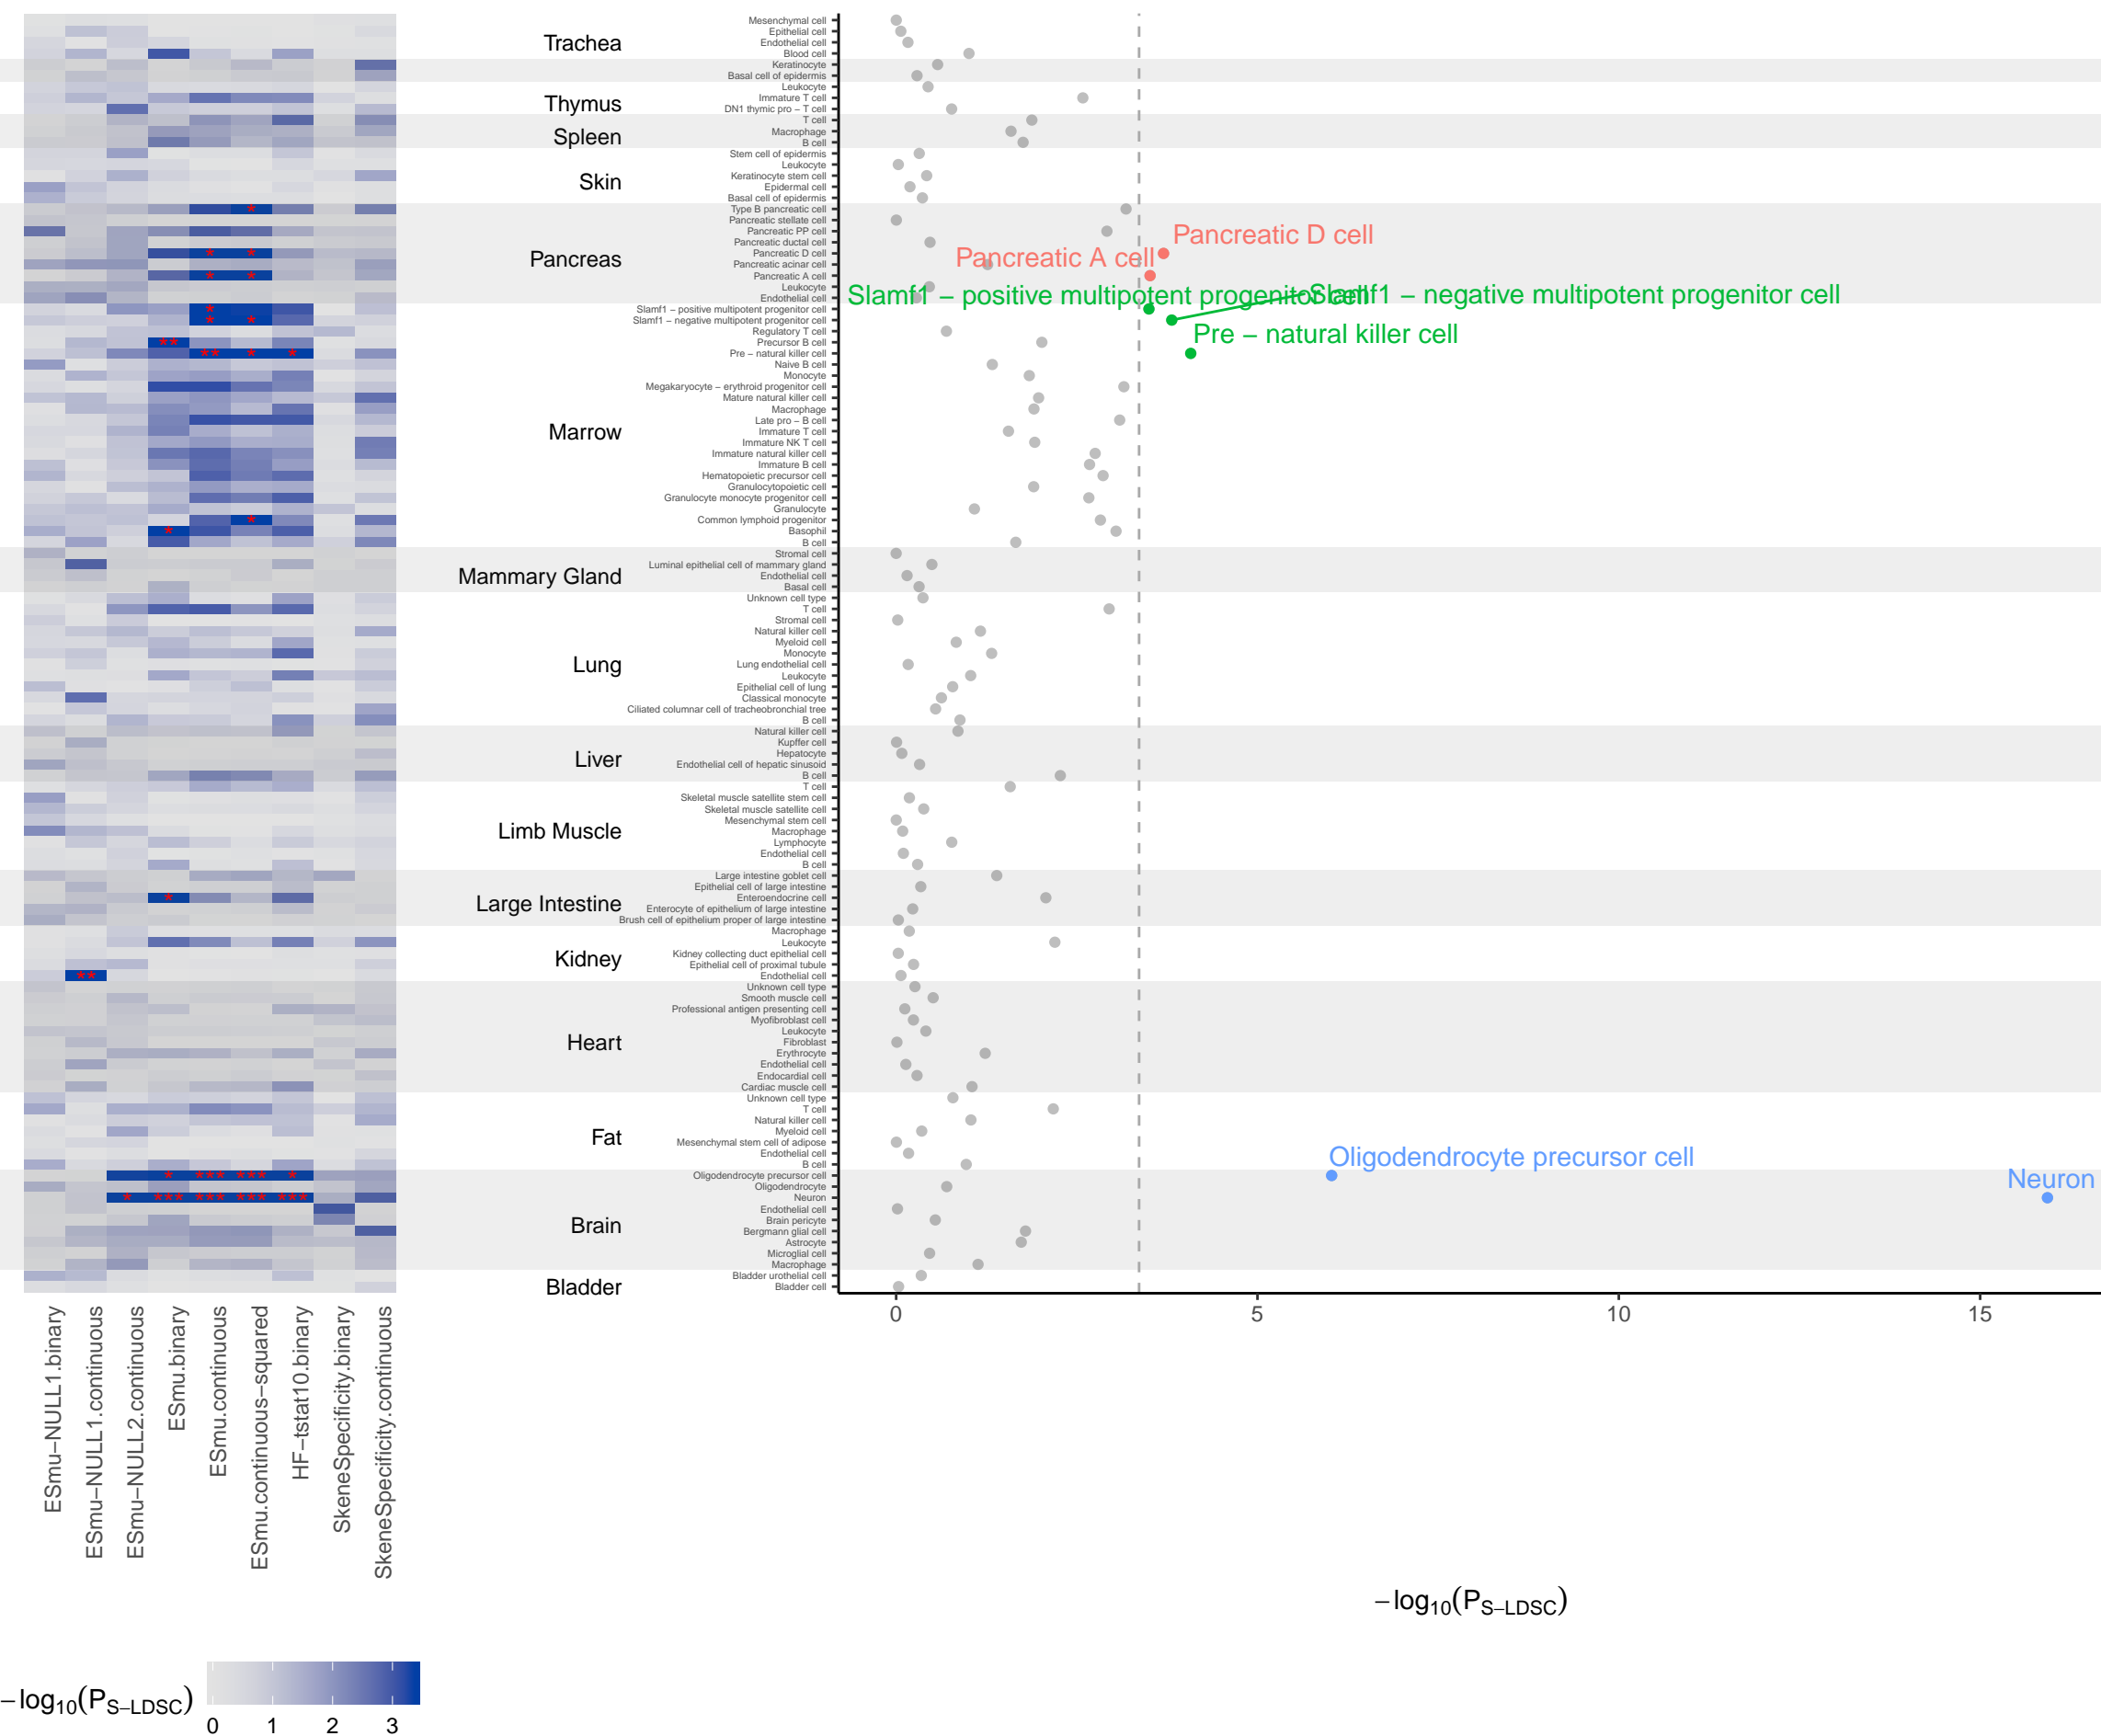 Trachea
Mesenchymal cell
Epithelial cell
Endothelial cell
Blood cell
Keratinocyte
Basal cell of epidermis
Thymus
Leukocyte
Immature T cell
DN1 thymic pro − T cell
Spleen
T cell
Macrophage
B cell
Skin
Stem cell of epidermis
Leukocyte
Keratinocyte stem cell
Epidermal cell
Basal cell of epidermis
Pancreas
Type B pancreatic cell
Pancreatic stellate cell
Pancreatic PP cell
Pancreatic ductal cell
Pancreatic D cell
Pancreatic acinar cell
Pancreatic A cell
Leukocyte
Endothelial cell
Marrow
Slamf1 − positive multipotent progenitor cell
Slamf1 − negative multipotent progenitor cell
Regulatory T cell
Precursor B cell
Pre − natural killer cell
Naive B cell
Monocyte
Megakaryocyte − erythroid progenitor cell
Mature natural killer cell
Macrophage
Late pro − B cell
Immature T cell
Immature NK T cell
Immature natural killer cell
Immature B cell
Hematopoietic precursor cell
Granulocytopoietic cell
Granulocyte monocyte progenitor cell
Granulocyte
Common lymphoid progenitor
Basophil
B cell
Mammary Gland
Stromal cell
Luminal epithelial cell of mammary gland
Endothelial cell
Basal cell
Lung
Unknown cell type
T cell
Stromal cell
Natural killer cell
Myeloid cell
Monocyte
Lung endothelial cell
Leukocyte
Epithelial cell of lung
Classical monocyte
Ciliated columnar cell of tracheobronchial tree
B cell
Liver
Natural killer cell
Kupffer cell
Hepatocyte
Endothelial cell of hepatic sinusoid
B cell
Limb Muscle
T cell
Skeletal muscle satellite stem cell
Skeletal muscle satellite cell
Mesenchymal stem cell
Macrophage
Lymphocyte
Endothelial cell
B cell
Large Intestine
Large intestine goblet cell
Epithelial cell of large intestine
Enteroendocrine cell
Enterocyte of epithelium of large intestine
Brush cell of epithelium proper of large intestine
Kidney
Macrophage
Leukocyte
Kidney collecting duct epithelial cell
Epithelial cell of proximal tubule
Endothelial cell
Heart
Unknown cell type
Smooth muscle cell
Professional antigen presenting cell
Myofibroblast cell
Leukocyte
Fibroblast
Erythrocyte
Endothelial cell
Endocardial cell
Cardiac muscle cell
Fat
Unknown cell type
T cell
Natural killer cell
Myeloid cell
Mesenchymal stem cell of adipose
Endothelial cell
B cell
Brain
Oligodendrocyte precursor cell
Oligodendrocyte
Neuron
Endothelial cell
Brain pericyte
Bergmann glial cell
Astrocyte
Microglial cell
Macrophage
Bladder
Bladder urothelial cell
Bladder cell
Pancreatic D cell
Pancreatic A cell
Slamf1 − positive multipotent progenitor cell
Slamf1 − negative multipotent progenitor cell
Pre − natural killer cell
Oligodendrocyte precursor cell
Neuron
0 5 10 15
−log10(PS−LDSC)
ESmu−NULL1.binary
ESmu−NULL1.continuous
ESmu−NULL2.continuous
ESmu.binary
ESmu.continuous
ESmu.continuous−squared
HF−tstat10.binary
SkeneSpecificity.binary
SkeneSpecificity.continuous
−log10(PS−LDSC)
0 1 2 3